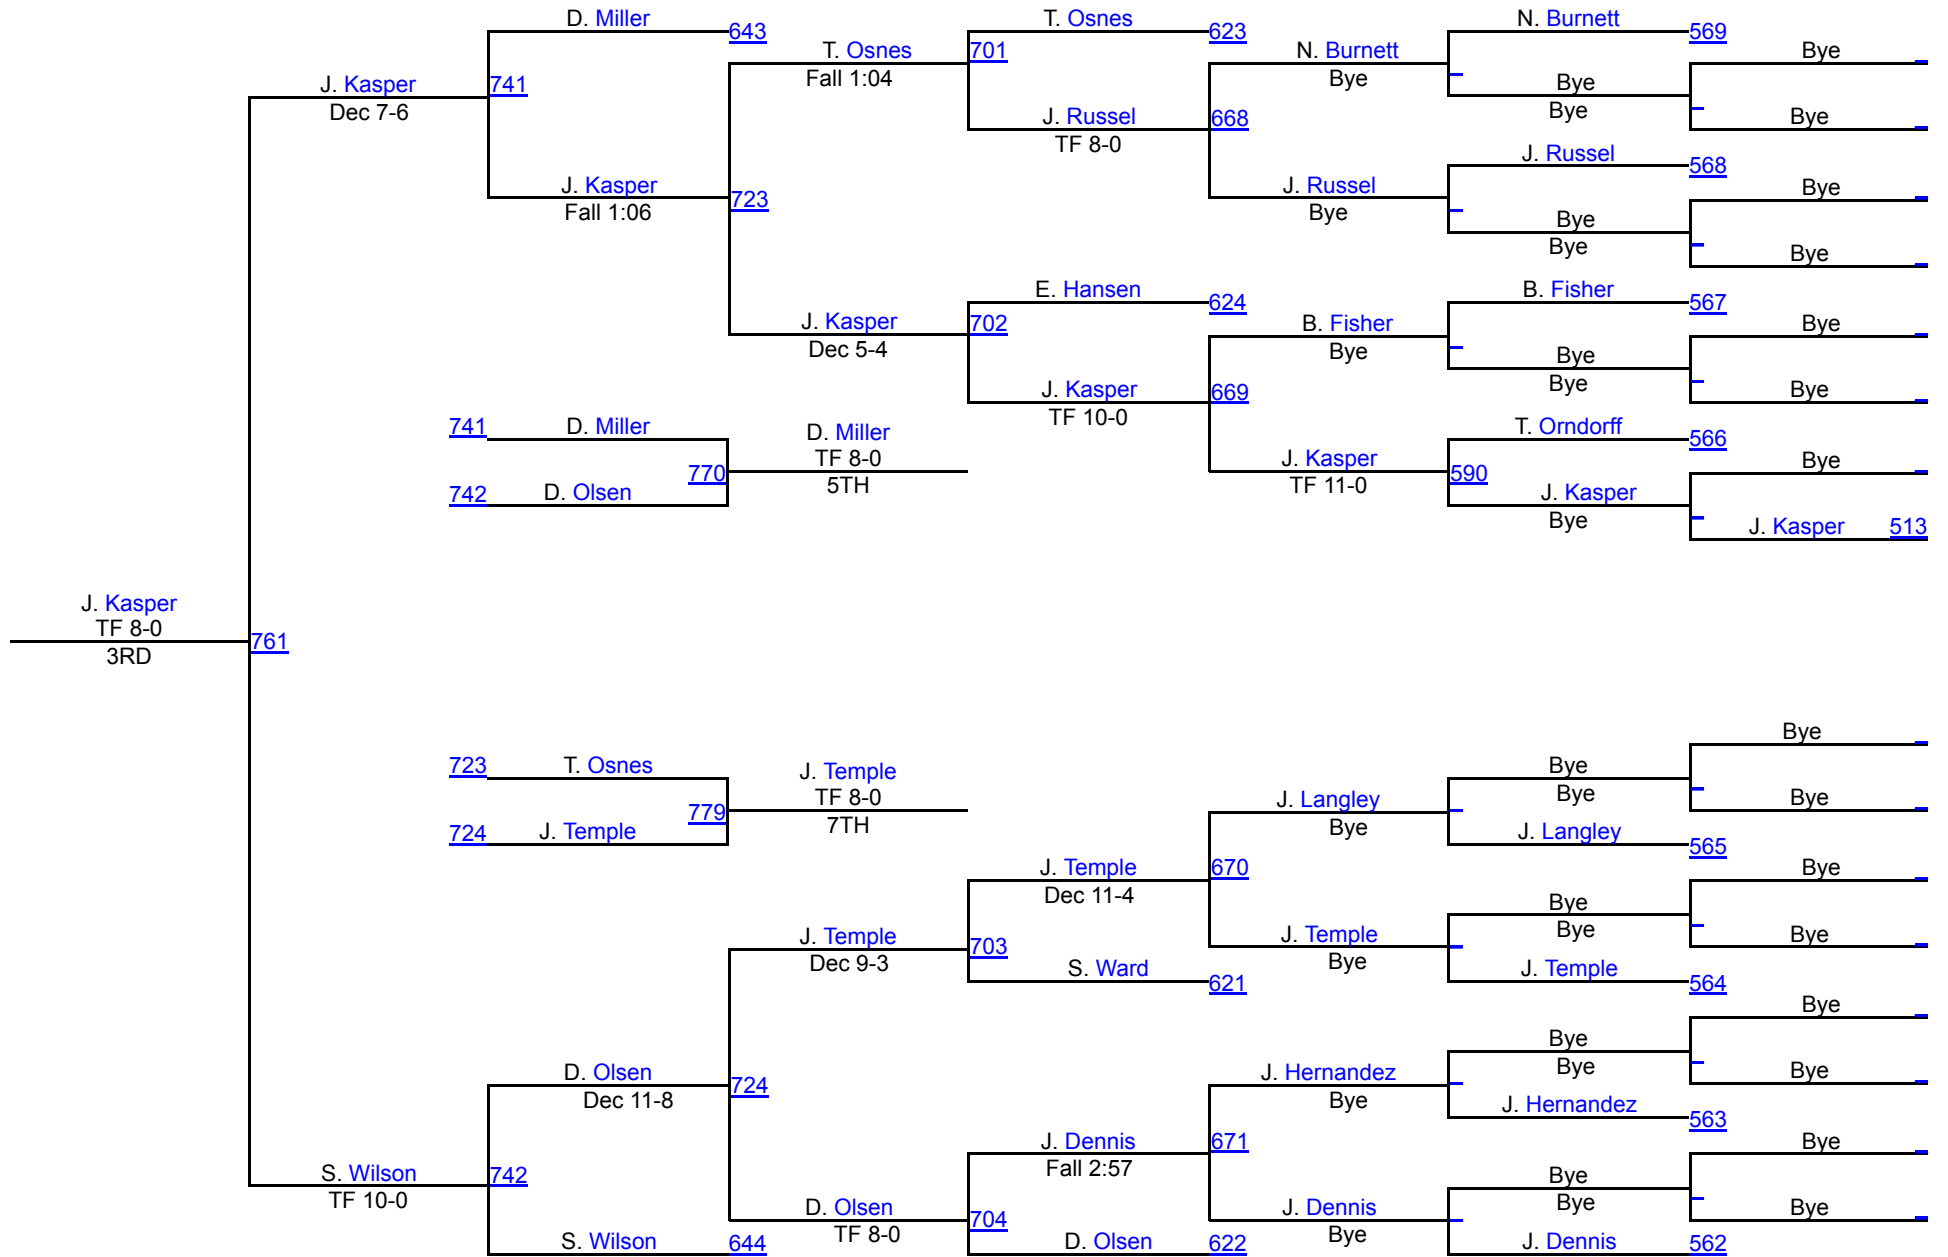 D. Miller
643
T. Osnes
623
N. Burnett
569
T. Osnes
701
Fall 1:04
N. Burnett
Bye
Bye
J. Kasper
741
Dec 7-6
Bye
Bye
J. Russel
668
TF 8-0
Bye
J. Russel
568
J. Kasper
723
Fall 1:06
J. Russel
Bye
Bye
Bye
Bye
Bye
E. Hansen
624
B. Fisher
567
J. Kasper
702
Dec 5-4
B. Fisher
Bye
Bye
Bye
Bye
J. Kasper
669
TF 10-0
Bye
741
D. Miller
D. Miller
TF 8-0
5TH
770
742
D. Olsen
T. Orndorff
566
J. Kasper
590
TF 11-0
Bye
J. Kasper
Bye
J. Kasper 513
J. Kasper
TF 8-0
3RD
761
Bye
723
T. Osnes
J. Temple
TF 8-0
7TH
779
724
J. Temple
Bye
Bye
Bye
J. Langley
Bye
J. Langley
565
J. Temple
670
Dec 11-4
Bye
Bye
Bye
Bye
J. Temple
703
Dec 9-3
J. Temple
Bye
S. Ward
621
J. Temple
564
Bye
Bye
Bye
Bye
D. Olsen
724
Dec 11-8
J. Hernandez
Bye
J. Hernandez
563
J. Dennis
671
Fall 2:57
Bye
S. Wilson
742
TF 10-0
Bye
Bye
Bye
D. Olsen
704
TF 8-0
J. Dennis
Bye
S. Wilson
644
D. Olsen
622
J. Dennis
562